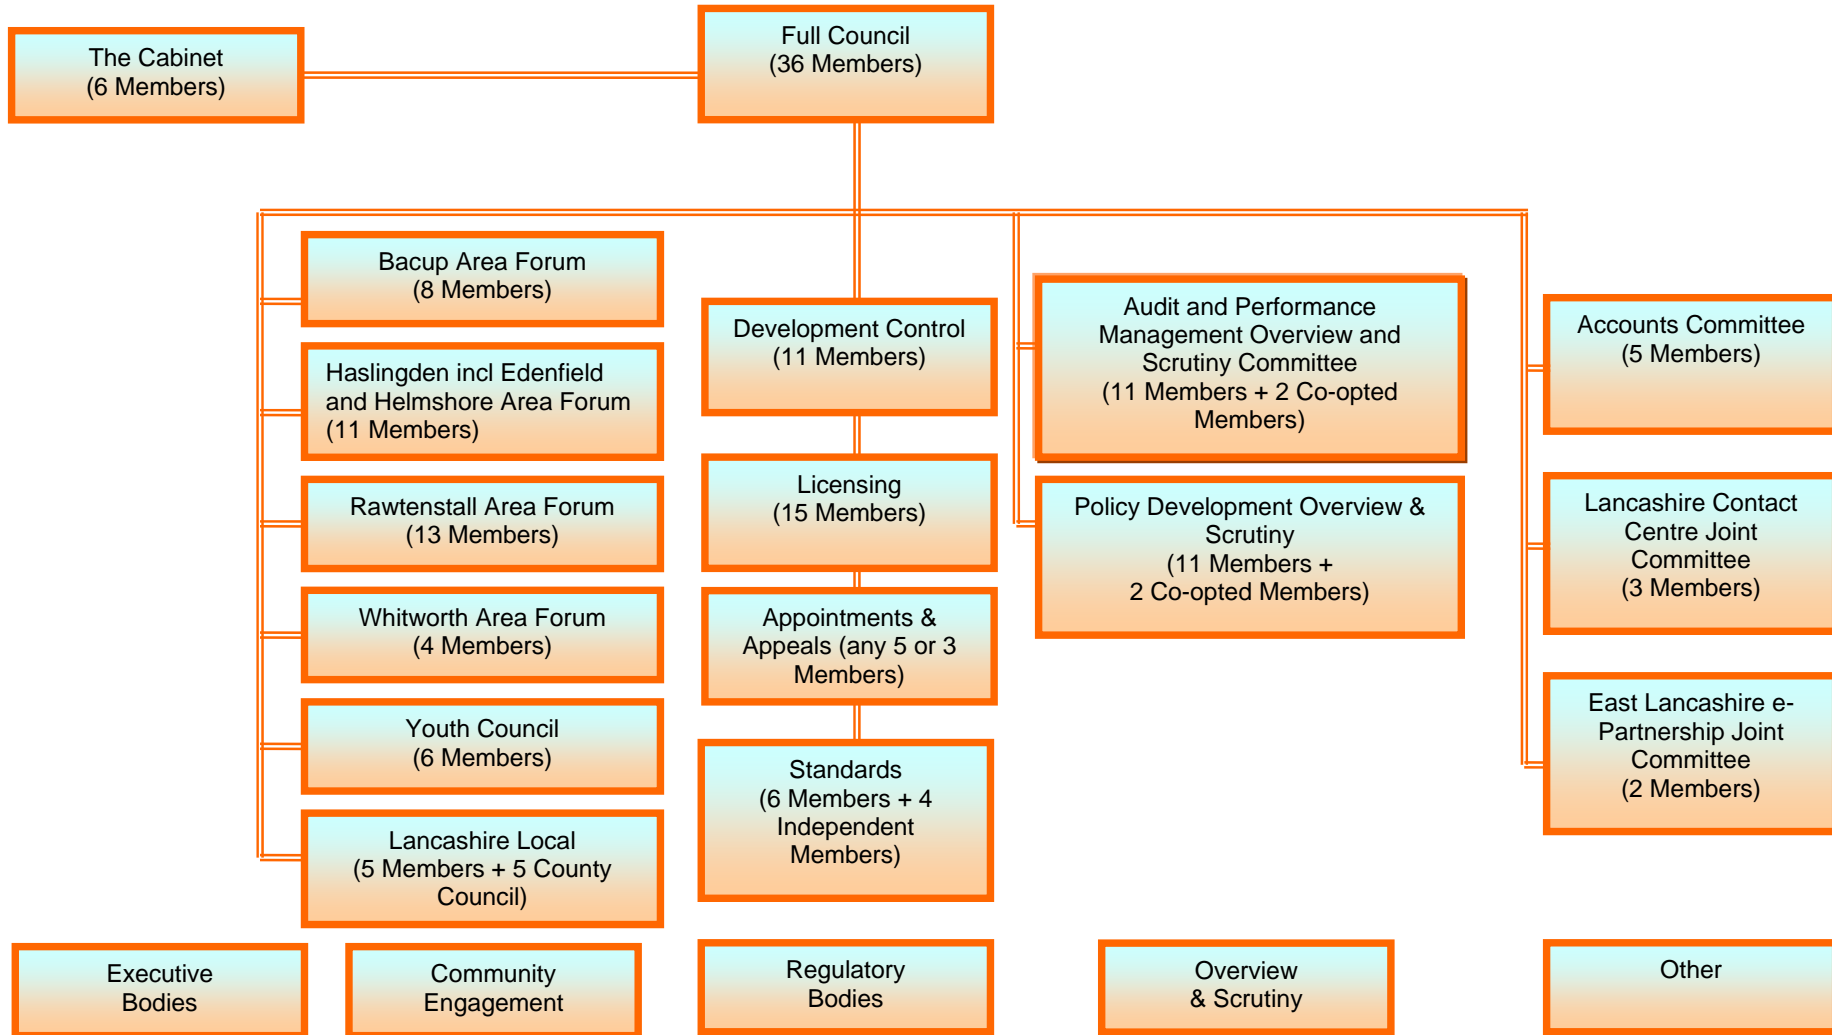 The Cabinet
(6 Members)
Full Council
(36 Members)
Bacup Area Forum
(8 Members)
Haslingden incl Edenfield
and Helmshore Area Forum
(11 Members)
Rawtenstall Area Forum
(13 Members)
Whitworth Area Forum
(4 Members)
Youth Council
(6 Members)
Lancashire Local
(5 Members + 5 County
Council)
Development Control
(11 Members)
Licensing
(15 Members)
Appointments &
Appeals (any 5 or 3
Members)
Standards
(6 Members + 4
Independent
Members)
Audit and Performance
Management Overview and
Scrutiny Committee
(11 Members + 2 Co-opted
Members)
Policy Development Overview &
Scrutiny
(11 Members +
2 Co-opted Members)
Accounts Committee
(5 Members)
Lancashire Contact
Centre Joint
Committee
(3 Members)
East Lancashire e-
Partnership Joint
Committee
(2 Members)
Executive
Bodies
Community
Engagement
Regulatory
Bodies
Overview
& Scrutiny
Other